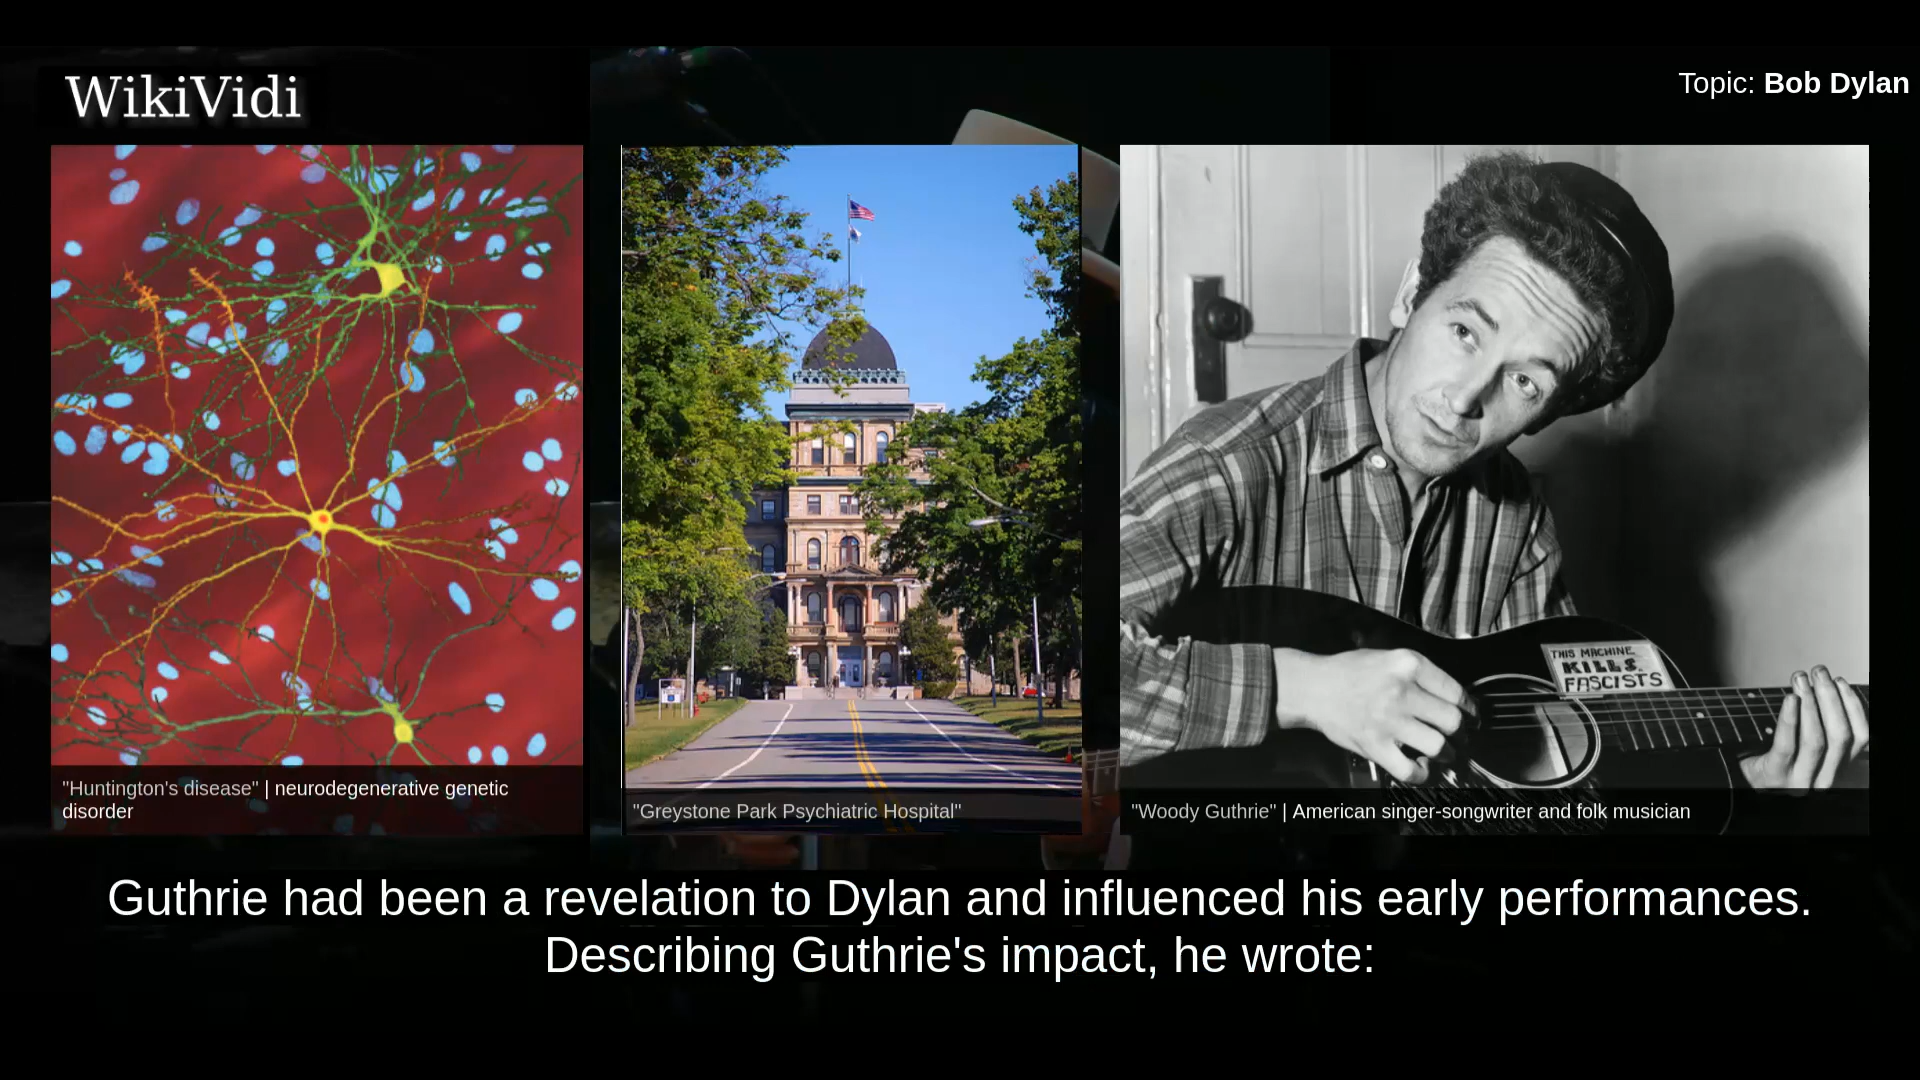 WikiVidi
Topic: Bob Dylan
THIS MACHINE
KILLS
FASCISTS
"Huntington's disease" | neurodegenerative genetic
disorder
"Greystone Park Psychiatric Hospital"
"Woody Guthrie" | American singer-songwriter and folk musician
Guthrie had been a revelation to Dylan and influenced his early performances.
Describing Guthrie's impact, he wrote: